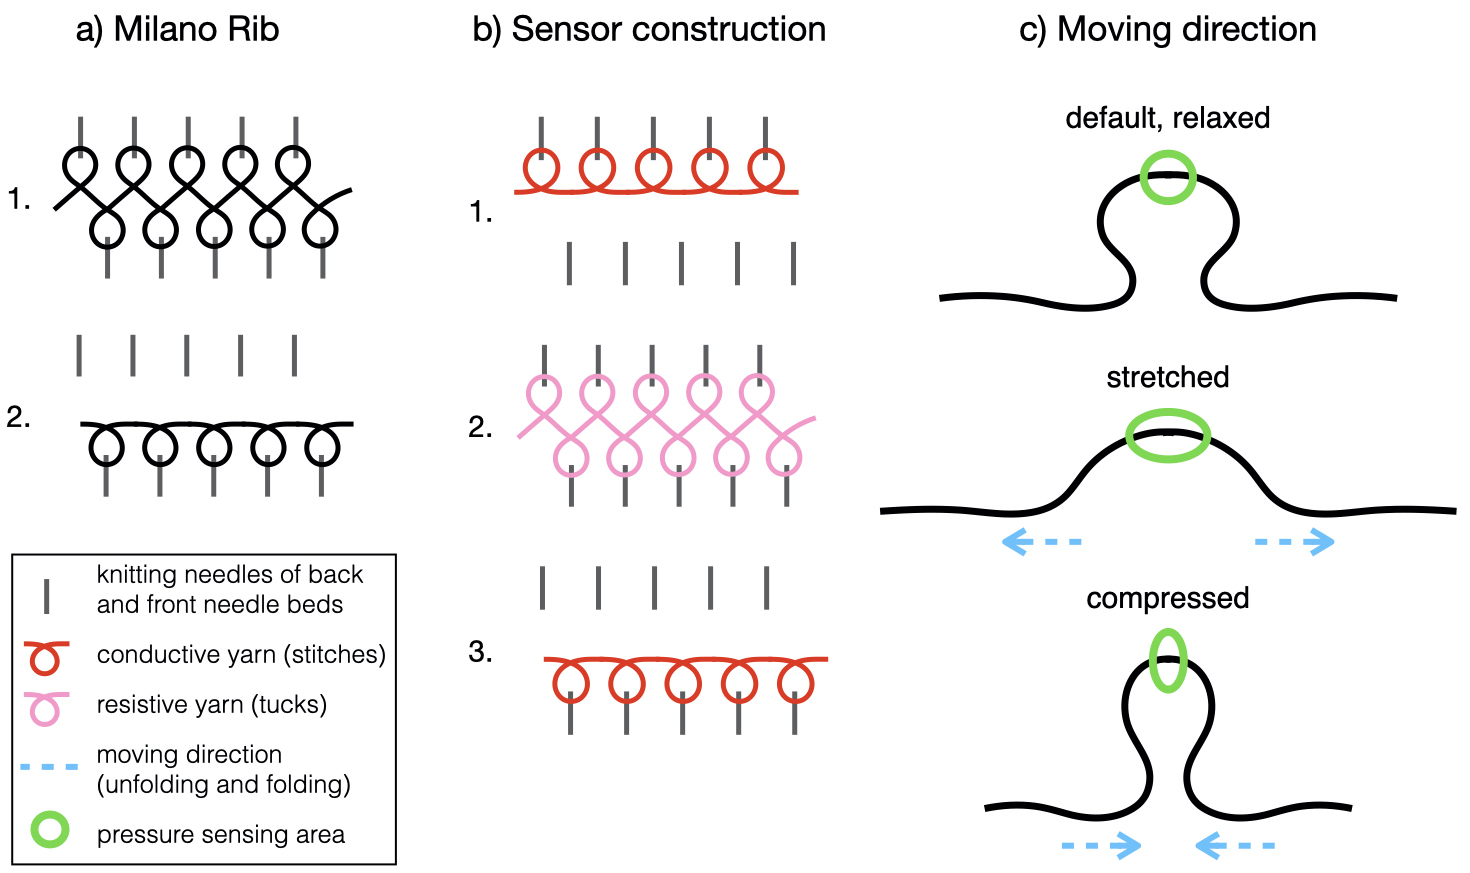 a) Milano Rib
1.
2.
knitting needles of back
and front needle beds
conductive yarn (stitches)
resistive yarn (tucks)
moving direction
(unfolding and folding)
pressure sensing area
b) Sensor construction
1.
2.
3.
c) Moving direction
default, relaxed
stretched
compressed